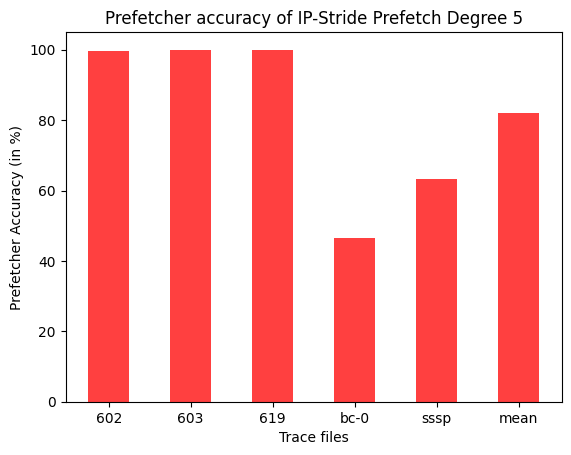 Prefetcher accuracy of IP-Stride Prefetch Degree 5
Prefetcher Accuracy (in %)
100
80
60
40
20
0
602 603 619 bc-0 sssp mean
Trace files